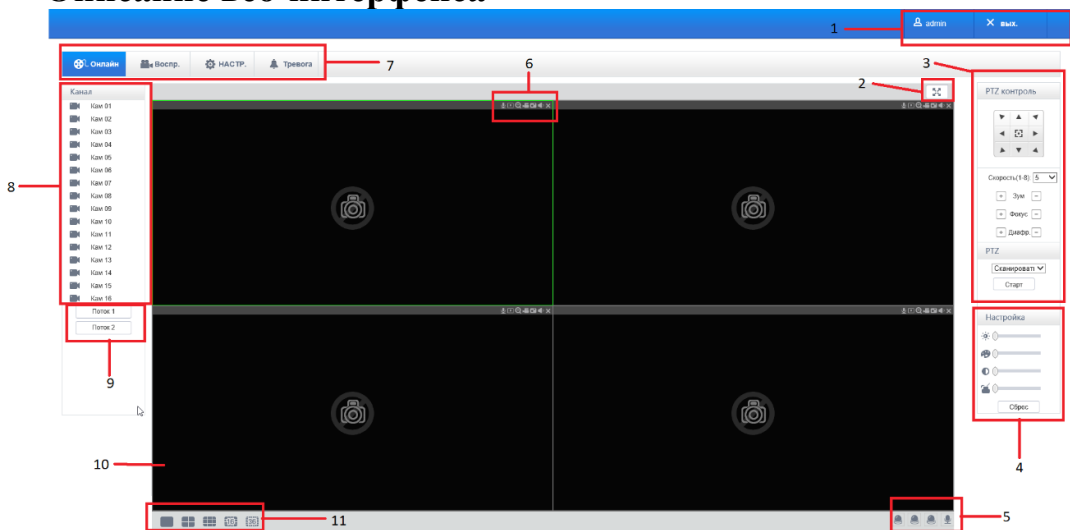 Описание веб-интерфейса
1
admin
вых.
Онлайн
Воспр.
НАСТР.
Тревога
7
6
3
2
Канал
Кам 01
Кам 02
Кам 03
Кам 04
Кам 05
Кам 06
Кам 07
Кам 08
Кам 09
Кам 10
Кам 11
Кам 12
Кам 13
Кам 14
Кам 15
Кам 16
8
Поток 1
Поток 2
9
10
11
PTZ контроль
Скорость(1-8) 5
+ Зум −
+ Фокус −
+ Диафр. −
PTZ
Сканироват
Старт
Настройка
Сброс
4
5